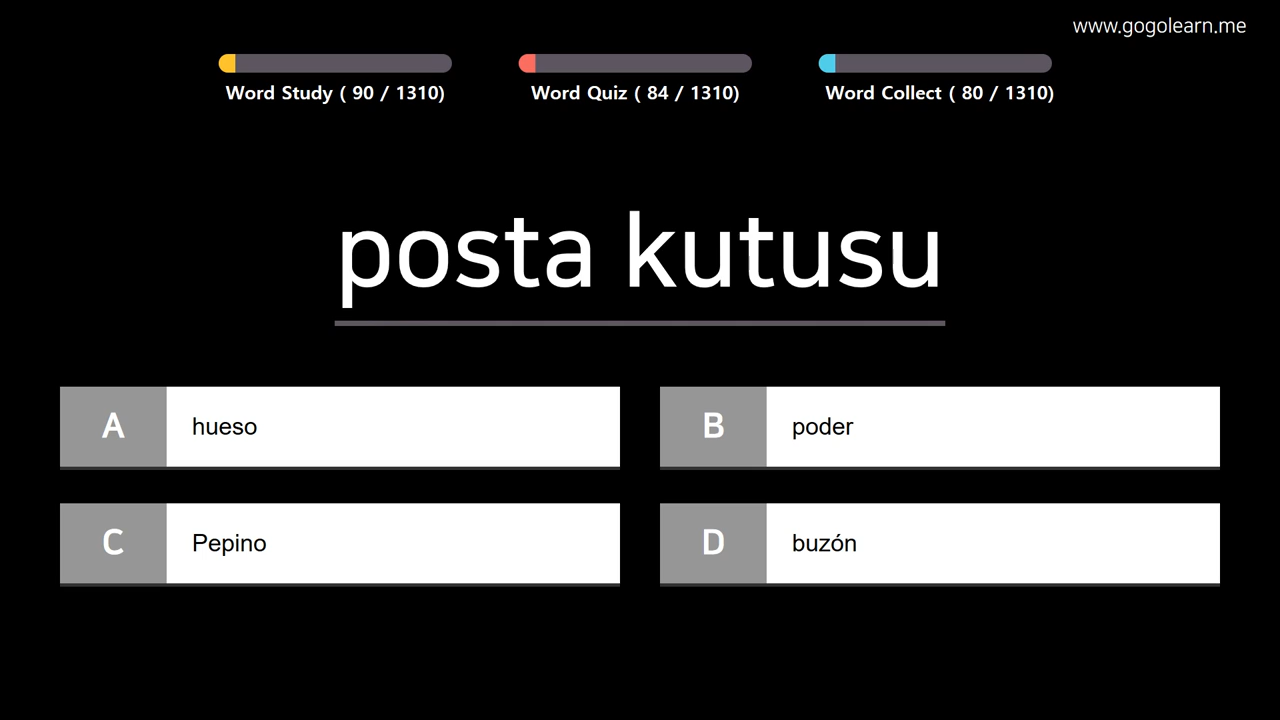 www.gogolearn.me
Word Study ( 90 / 1310)
Word Quiz ( 84 / 1310)
Word Collect ( 80 / 1310)
posta kutusu
A hueso
B poder
C Pepino
D buzón